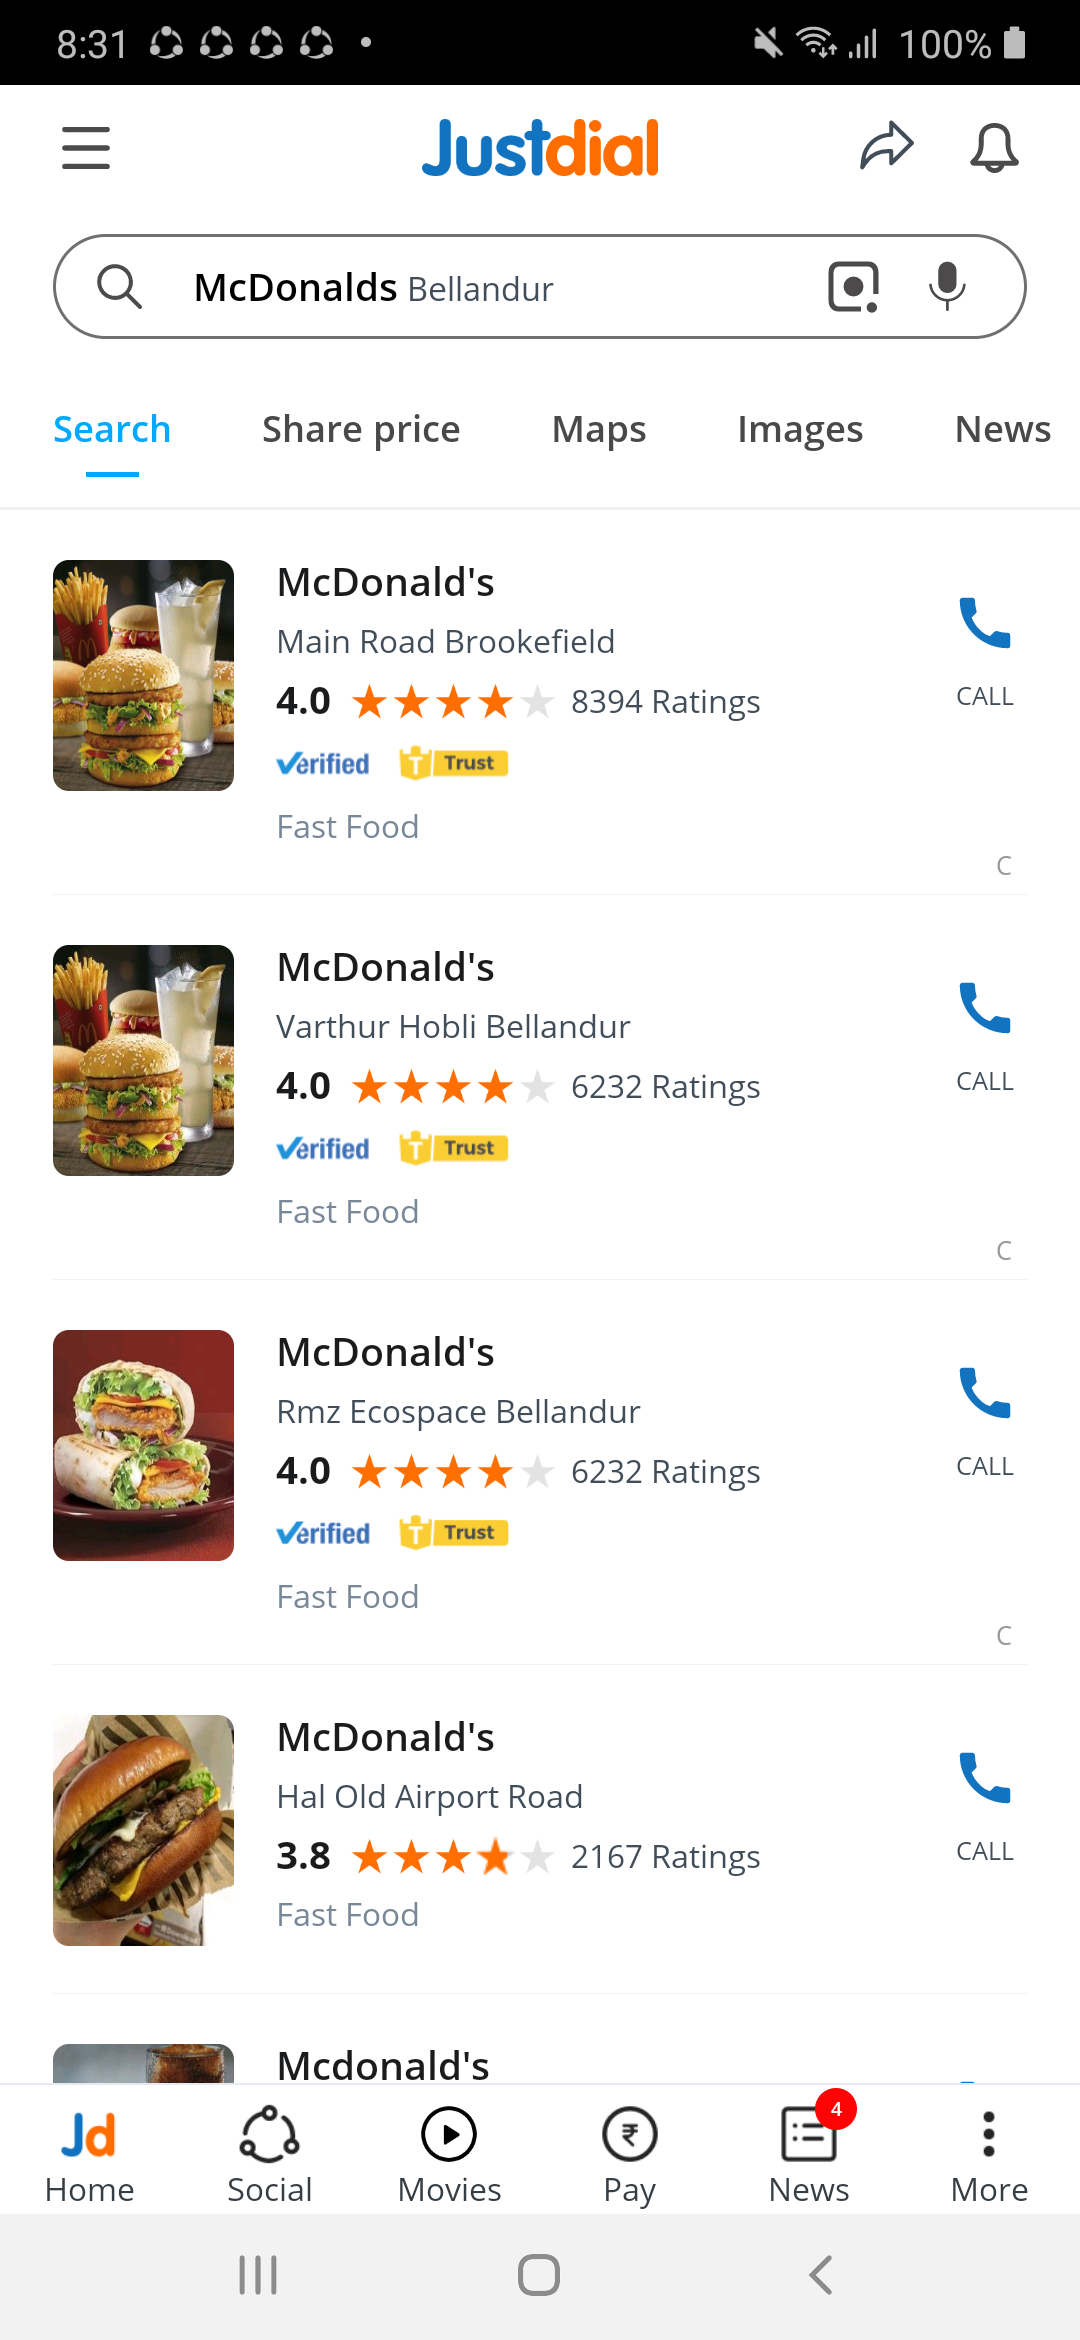 8:31 100%
Justdial
McDonalds Bellandur
Search Share price Maps Images News
McDonald's
Main Road Brookefield
CALL
4.0 8394 Ratings
Verified Trust
Fast Food
C
McDonald's
Varthur Hobli Bellandur
CALL
4.0 6232 Ratings
Verified Trust
Fast Food
C
McDonald's
Rmz Ecospace Bellandur
CALL
4.0 6232 Ratings
Verified Trust
Fast Food
C
McDonald's
Hal Old Airport Road
CALL
3.8 2167 Ratings
Fast Food
Mcdonald's
4
Jd
Home Social Movies Pay News More